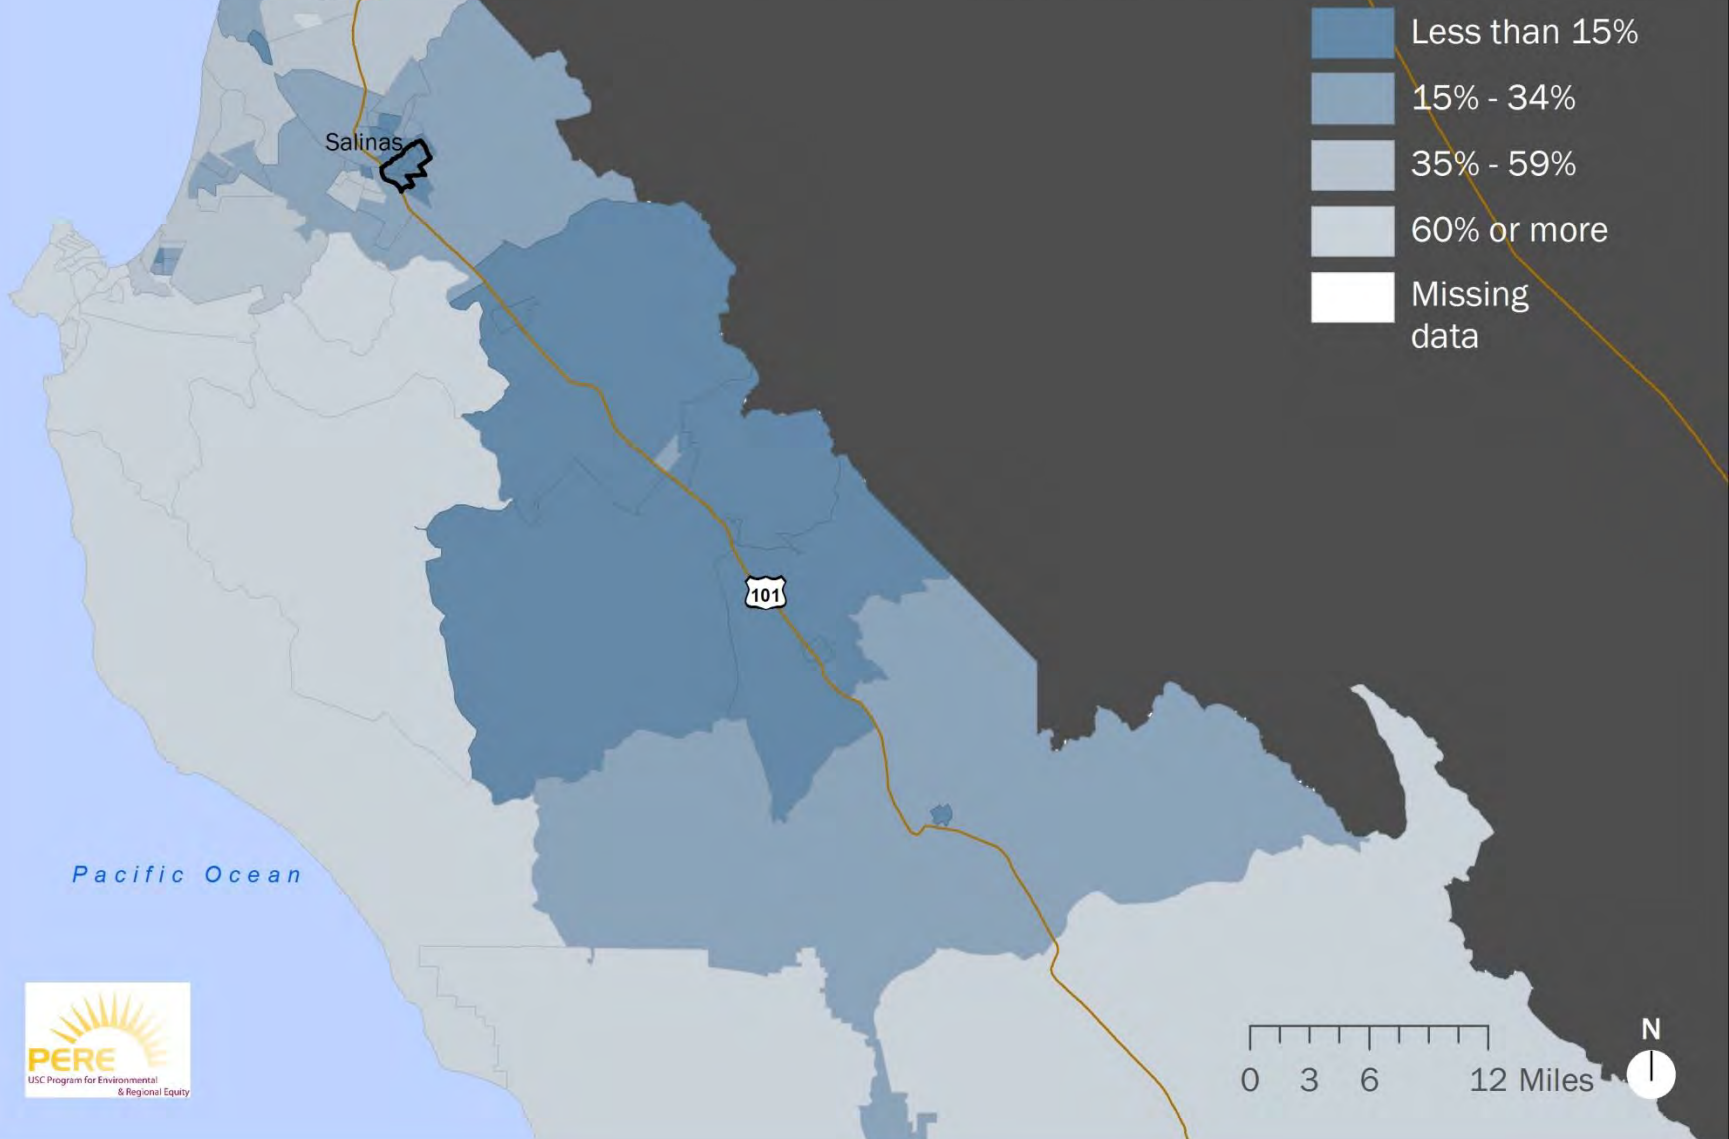 Less than 15%
15% - 34%
35% - 59%
60% or more
Missing
data
Salinas
101
Pacific Ocean
PERE
USC Program for Environmental
& Regional Equity
N
0 3 6 12 Miles